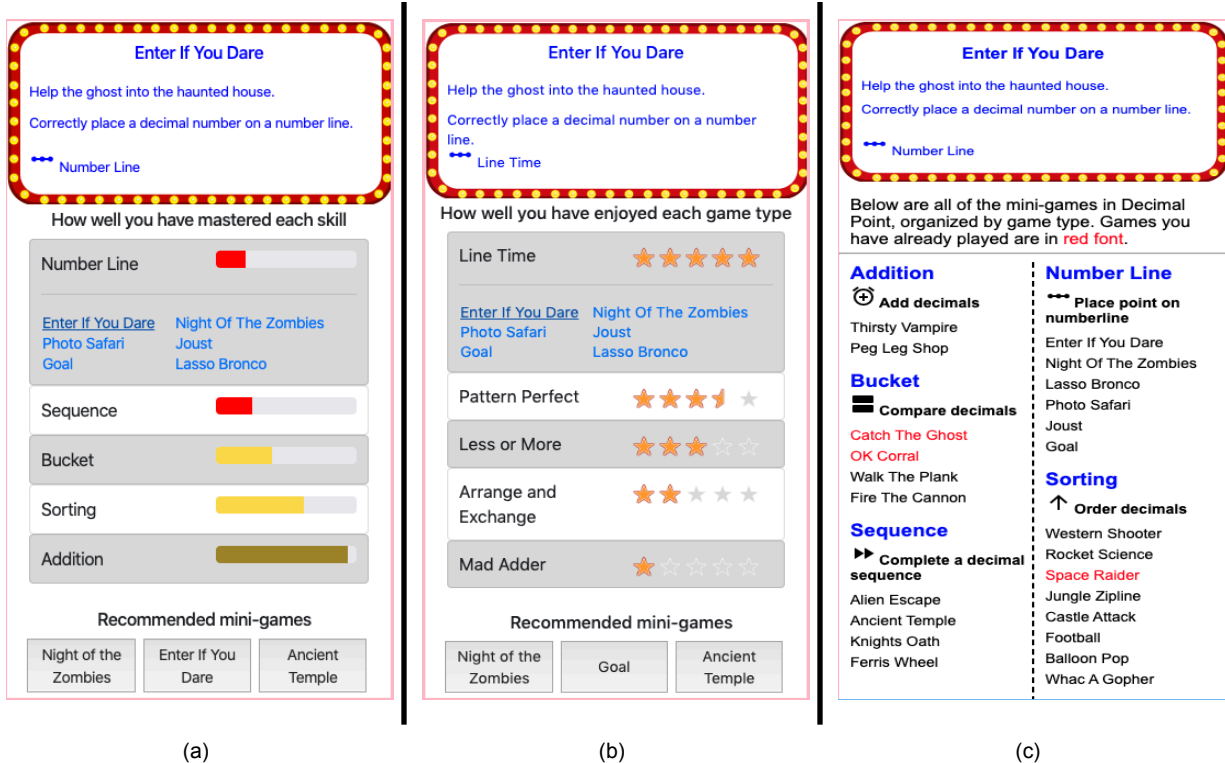 Enter If You Dare
Help the ghost into the haunted house.
Correctly place a decimal number on a number line.
Number Line
How well you have mastered each skill
Number Line
Enter If You Dare
Night Of The Zombies
Photo Safari
Joust
Goal
Lasso Bronco
Sequence
Bucket
Sorting
Addition
Recommended mini-games
Night of the
Zombies
Enter If You
Dare
Ancient
Temple
(a)
Enter If You Dare
Help the ghost into the haunted house.
Correctly place a decimal number on a number
line.
Line Time
How well you have enjoyed each game type
Line Time
Enter If You Dare
Night Of The Zombies
Photo Safari
Joust
Goal
Lasso Bronco
Pattern Perfect
Less or More
Arrange and
Exchange
Mad Adder
Recommended mini-games
Night of the
Zombies
Goal
Ancient
Temple
(b)
Enter If You Dare
Help the ghost into the haunted house.
Correctly place a decimal number on a number line.
Number Line
Below are all of the mini-games in Decimal
Point, organized by game type. Games you
have already played are in red font.
Addition
Add decimals
Thirsty Vampire
Peg Leg Shop
Bucket
Compare decimals
Catch The Ghost
OK Corral
Walk The Plank
Fire The Cannon
Sequence
Complete a decimal
sequence
Alien Escape
Ancient Temple
Knights Oath
Ferris Wheel
Number Line
Place point on
numberline
Enter If You Dare
Night Of The Zombies
Lasso Bronco
Photo Safari
Joust
Goal
Sorting
Order decimals
Western Shooter
Rocket Science
Space Raider
Jungle Zipline
Castle Attack
Football
Balloon Pop
Whac A Gopher
(c)